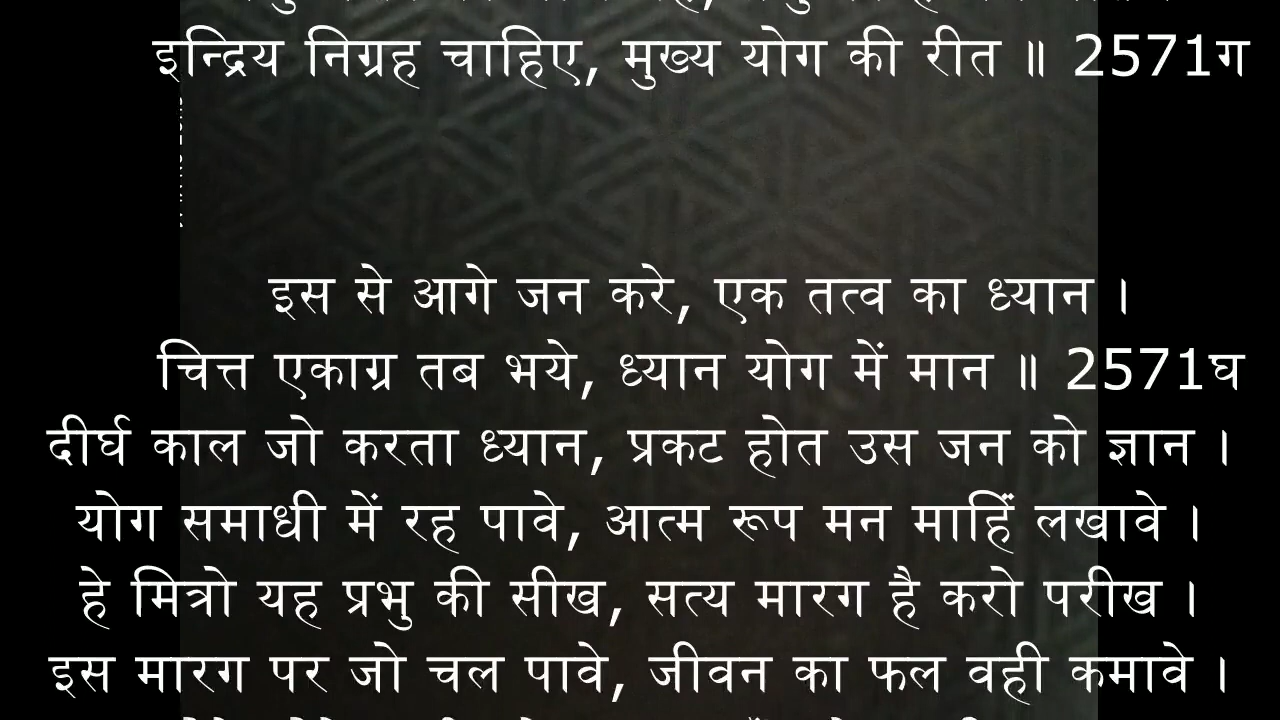 इन्द्रिय निग्रह चाहिए, मुख्य योग की रीत ॥ 2571ग
इस से आगे जन करे, एक तत्व का ध्यान ।
चित्त एकाग्र तब भये, ध्यान योग में मान ॥ 2571घ
दीर्घ काल जो करता ध्यान, प्रकट होत उस जन को ज्ञान ।
योग समाधी में रह पावे, आत्म रूप मन माहिं लखावे ।
हे मित्रो यह प्रभु की सीख, सत्य मारग है करो परीख ।
इस मारग पर जो चल पावे, जीवन का फल वही कमावे ।